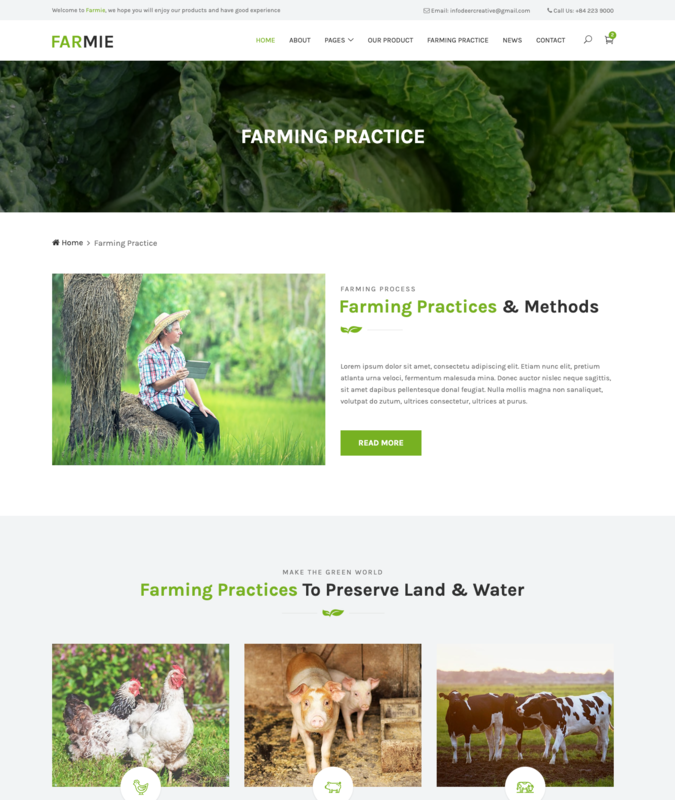 Welcome to Farmie, we hope you will enjoy our products and have good experience
Email: infodeercreative@gmail.com
Call Us: +84 223 9000
FARMIE
HOME ABOUT PAGES OUR PRODUCT FARMING PRACTICE NEWS CONTACT
FARMING PRACTICE
Home > Farming Practice
FARMING PROCESS
Farming Practices & Methods
Lorem ipsum dolor sit amet, consectetu adipiscing elit. Etiam nunc elit, pretium
atlanta urna veloci, fermentum malesuda mina. Donec auctor nislec neque sagittis,
sit amet dapibus pellentesque donal feugiat. Nulla mollis magna non sanaliquet,
volutpat do zutum, ultrices consectetur, ultrices at purus.
READ MORE
MAKE THE GREEN WORLD
Farming Practices To Preserve Land & Water